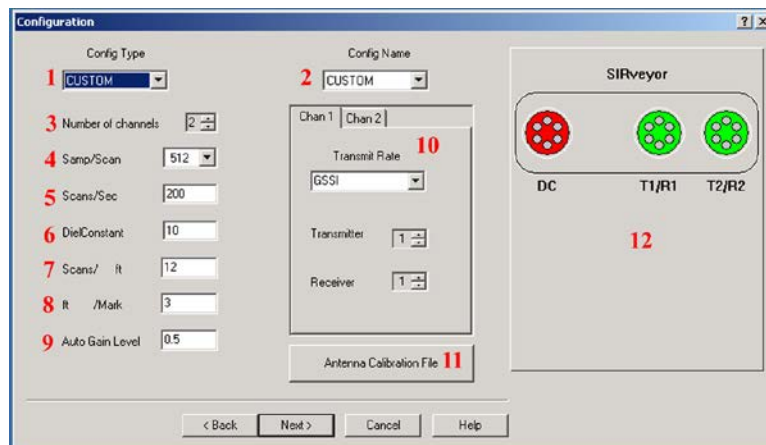 Configuration
Config Type
Config Name
1 CUSTOM
2 CUSTOM
SIRveyor
3 Number of channels 2
Chan 1 Chan 2
4 Samp/Scan 512
10
Transmit Rate
5 Scans/Sec 200
GSSI
DC T1/R1 T2/R2
6 DielConstant 10
Transmitter 1
12
7 Scans/ ft 12
Receiver 1
8 ft /Mark 3
9 Auto Gain Level 0.5
Antenna Calibration File 11
< Back Next > Cancel Help